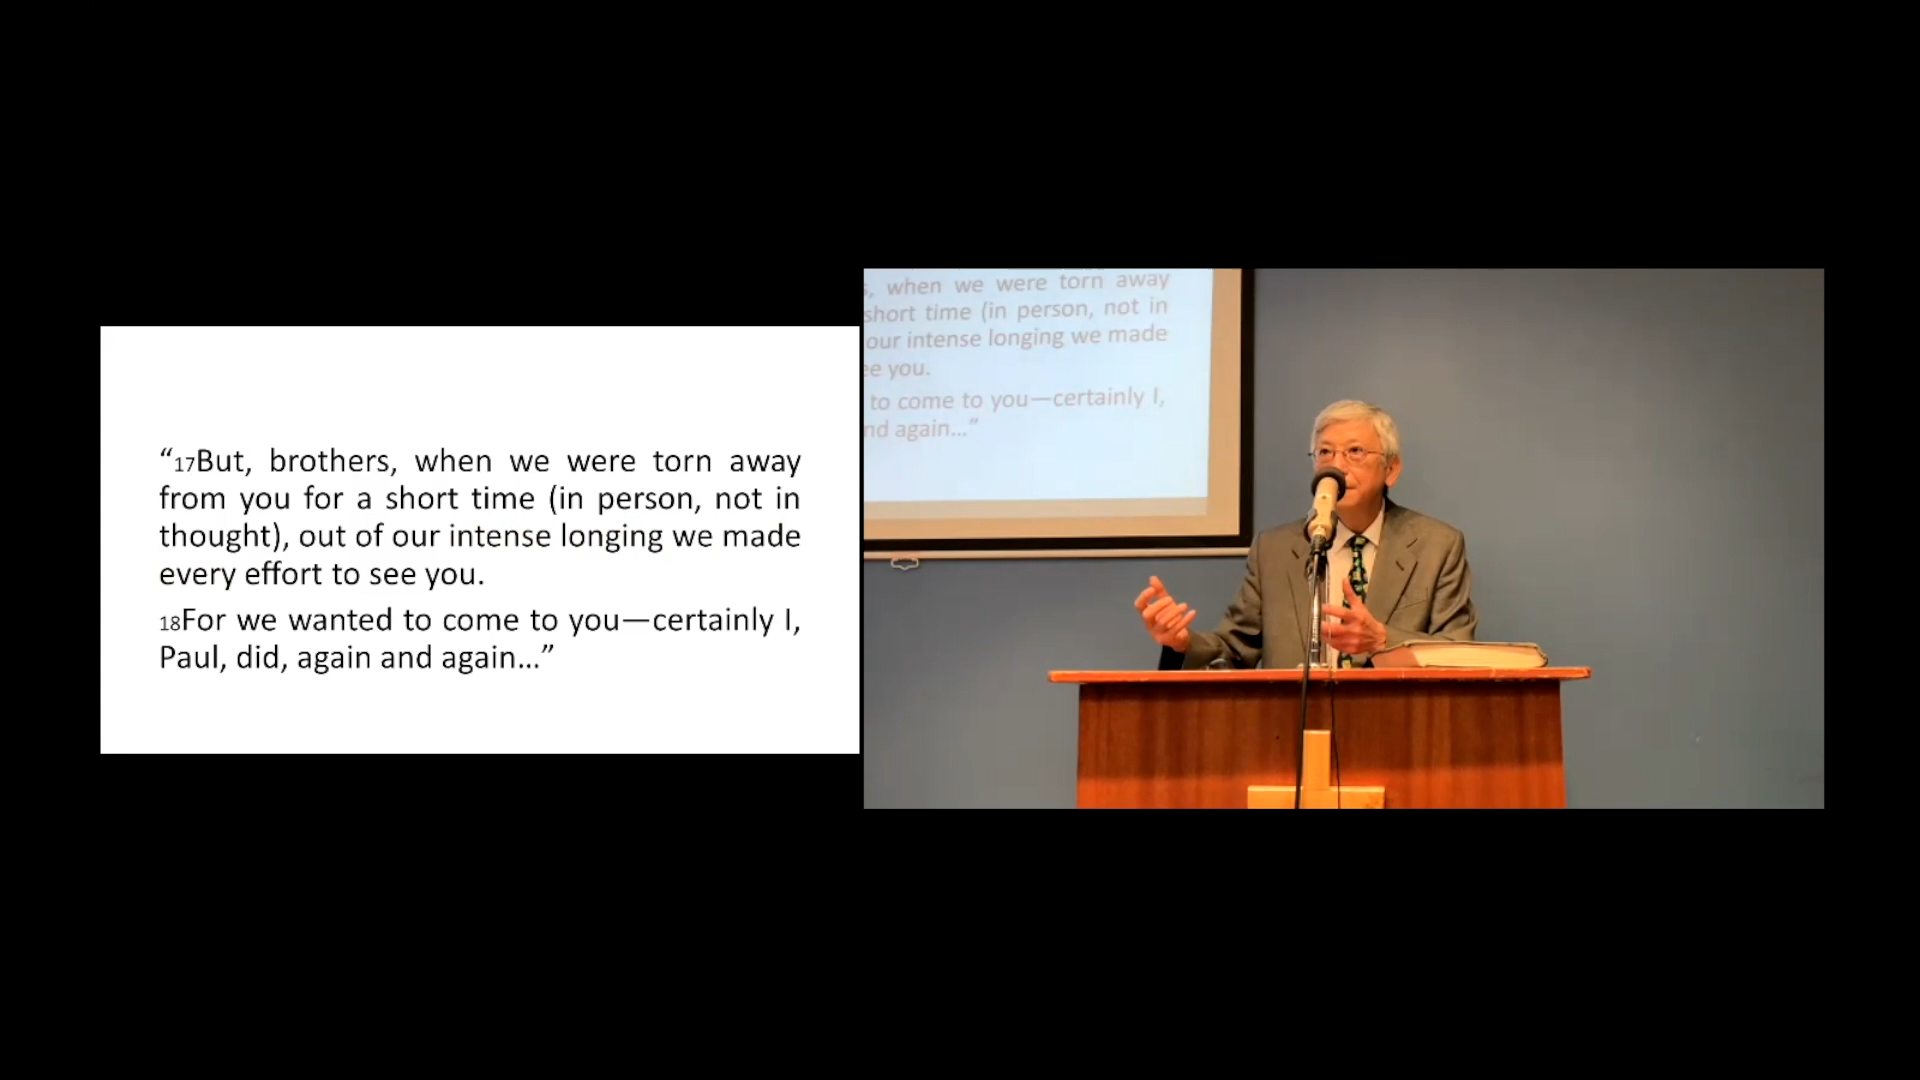 “17But, brothers, when we were torn away
from you for a short time (in person, not in
thought), out of our intense longing we made
every effort to see you.
18For we wanted to come to you—certainly I,
Paul, did, again and again…”
when we were torn away
short time (in person, not in
our intense longing we made
you.
to come to you—certainly I,
again…”